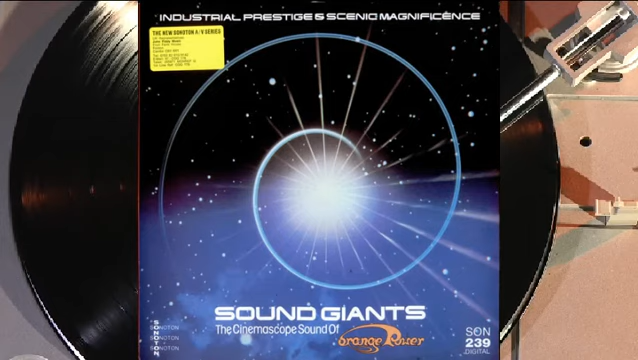 INDUSTRIAL PRESTIGE & SCENIC MAGNIFICENCE
THE NEW SONOTON A/V SERIES
SOUND GIANTS
The Cinemascope Sound Of
Orange Power
SONOTON
SONOTON
SONOTON
SONOTON
SON
239
DIGITAL